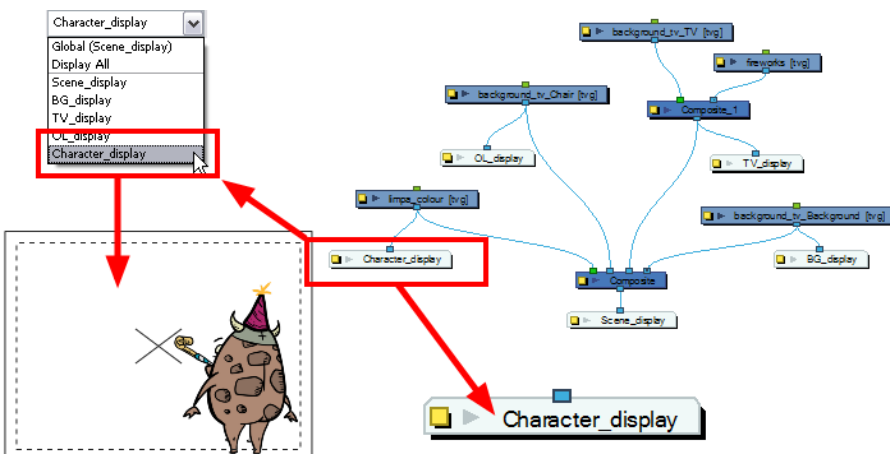 Character_display
Global (Scene_display)
Display All
Scene_display
BG_display
TV_display
OL_display
Character_display
background_tv_TV [tvg]
fireworks [tvg]
background_tv_Chair [tvg]
Composite_1
OL_display
TV_display
limpa_colour [tvg]
background_tv_Background [tvg]
Character_display
BG_display
Composite
Scene_display
Character_display